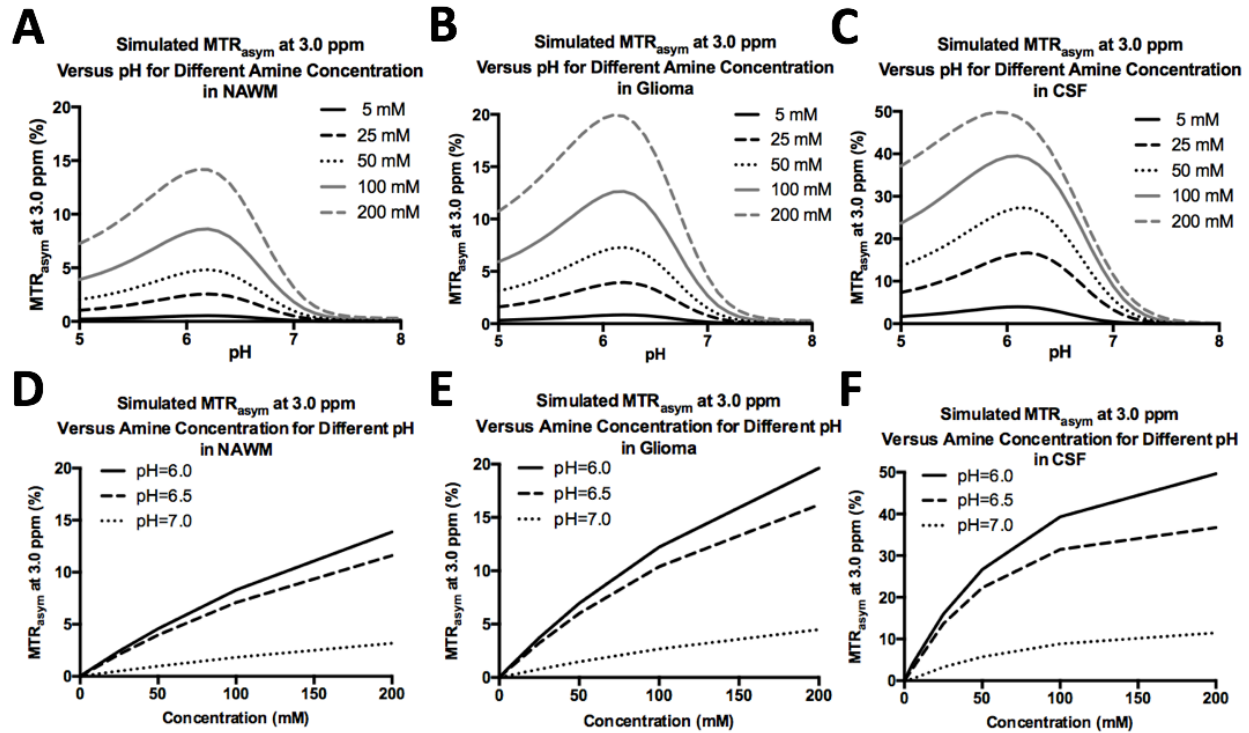 A
Simulated MTRasym at 3.0 ppm
Versus pH for Different Amine Concentration
in NAWM
MTRasym at 3.0 ppm (%)
20
15
10
5
0
5 mM
25 mM
50 mM
100 mM
200 mM
5 6 7 8
pH
B
Simulated MTRasym at 3.0 ppm
Versus pH for Different Amine Concentration
in Glioma
MTRasym at 3.0 ppm (%)
20
15
10
5
0
5 mM
25 mM
50 mM
100 mM
200 mM
5 6 7 8
pH
C
Simulated MTRasym at 3.0 ppm
Versus pH for Different Amine Concentration
in CSF
MTRasym at 3.0 ppm (%)
50
40
30
20
10
0
5 mM
25 mM
50 mM
100 mM
200 mM
5 6 7 8
pH
D
Simulated MTRasym at 3.0 ppm
Versus Amine Concentration for Different pH
in NAWM
MTRasym at 3.0 ppm (%)
20
15
10
5
0
pH=6.0
pH=6.5
pH=7.0
0 50 100 150 200
Concentration (mM)
E
Simulated MTRasym at 3.0 ppm
Versus Amine Concentration for Different pH
in Glioma
MTRasym at 3.0 ppm (%)
20
15
10
5
0
pH=6.0
pH=6.5
pH=7.0
0 50 100 150 200
Concentration (mM)
F
Simulated MTRasym at 3.0 ppm
Versus Amine Concentration for Different pH
in CSF
MTRasym at 3.0 ppm (%)
50
40
30
20
10
0
pH=6.0
pH=6.5
pH=7.0
0 50 100 150 200
Concentration (mM)